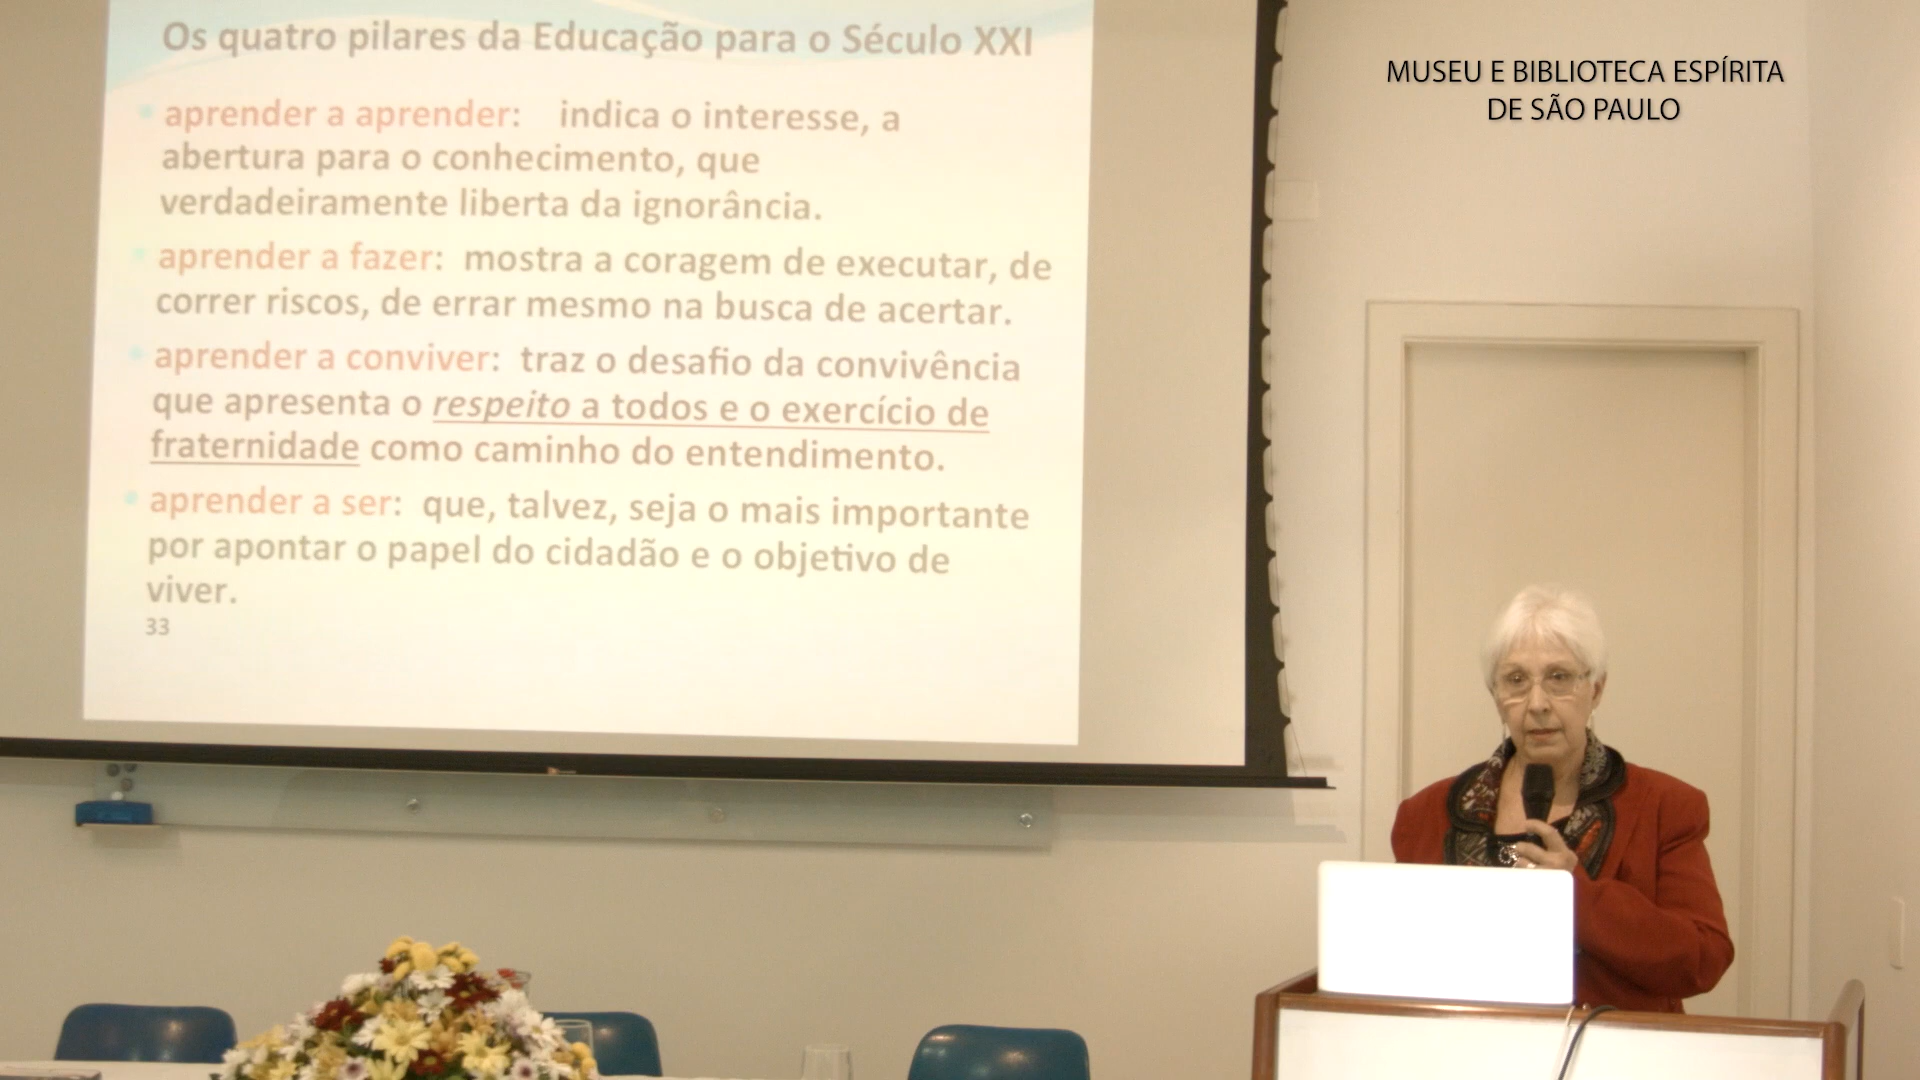 Os quatro pilares da Educação para o Século XXI
MUSEU E BIBLIOTECA ESPÍRITA
DE SÃO PAULO
aprender a aprender: indica o interesse, a
abertura para o conhecimento, que
verdadeiramente liberta da ignorância.
aprender a fazer: mostra a coragem de executar, de
correr riscos, de errar mesmo na busca de acertar.
aprender a conviver: traz o desafio da convivência
que apresenta o respeito a todos e o exercício de
fraternidade como caminho do entendimento.
aprender a ser: que, talvez, seja o mais importante
por apontar o papel do cidadão e o objetivo de
viver.
33